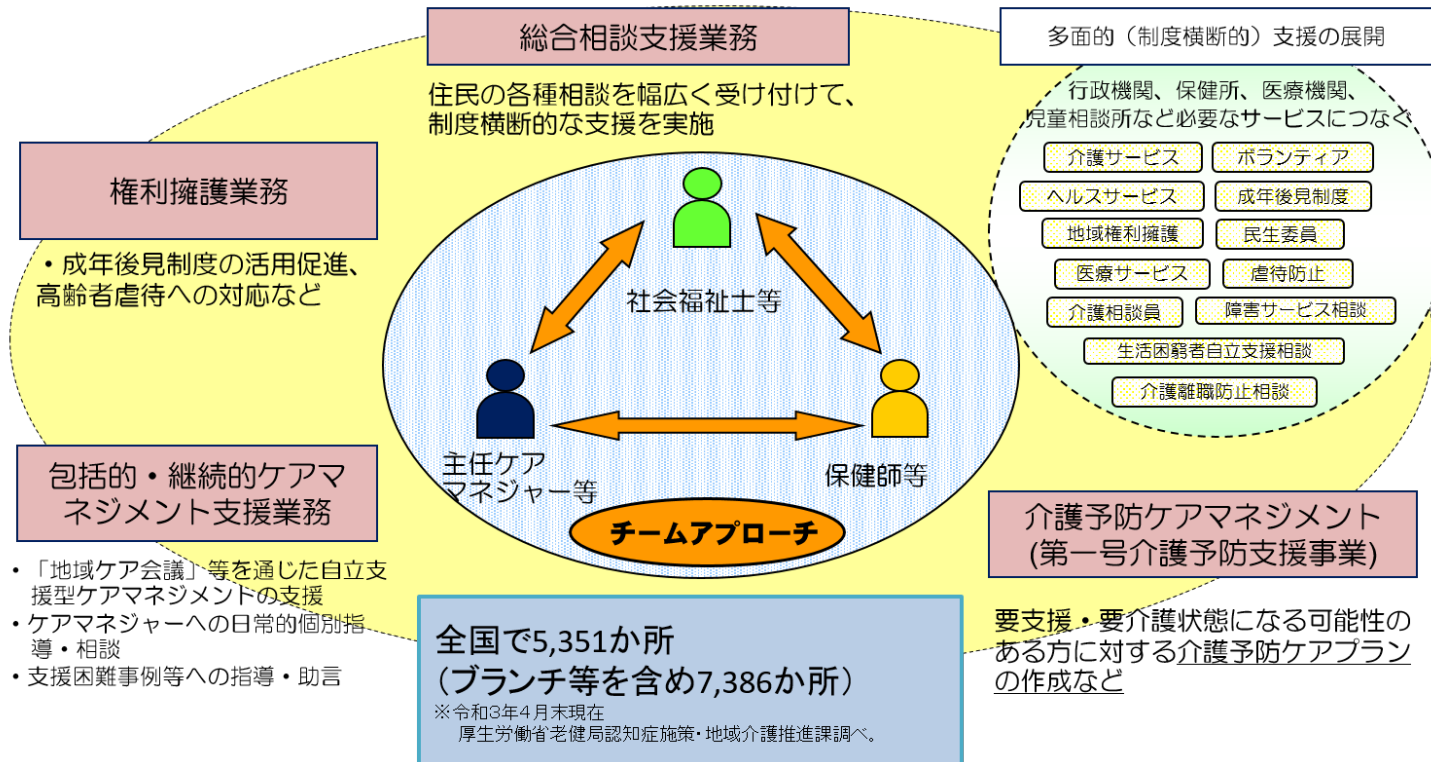 総合相談支援業務
住民の各種相談を幅広く受け付けて、
制度横断的な支援を実施
多面的（制度横断的）支援の展開
行政機関、保健所、医療機関、
児童相談所など必要なサービスにつなぐ
介護サービス
ボランティア
ヘルスサービス
成年後見制度
地域権利擁護
民生委員
医療サービス
虐待防止
介護相談員
障害サービス相談
生活困窮者自立支援相談
介護離職防止相談
権利擁護業務
・成年後見制度の活用促進、
高齢者虐待への対応など
社会福祉士等
主任ケア
マネジャー等
保健師等
チームアプローチ
包括的・継続的ケアマ
ネジメント支援業務
・「地域ケア会議」等を通じた自立支
援型ケアマネジメントの支援
・ケアマネジャーへの日常的個別指
導・相談
・支援困難事例等への指導・助言
介護予防ケアマネジメント
(第一号介護予防支援事業)
要支援・要介護状態になる可能性の
ある方に対する介護予防ケアプラン
の作成など
全国で5,351か所
（ブランチ等を含め7,386か所）
※令和3年4月末現在
厚生労働省老健局認知症施策・地域介護推進課調べ。